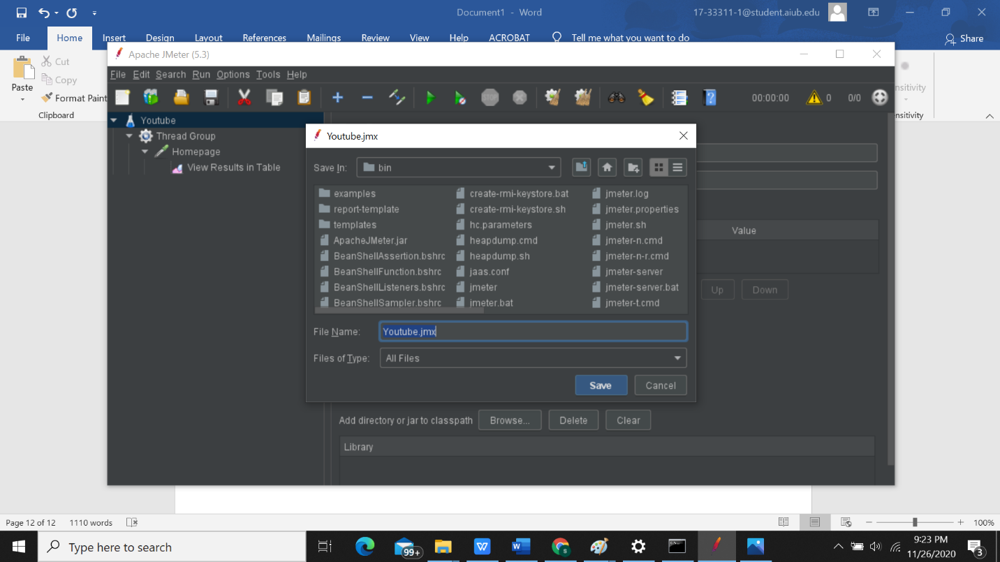 Document1 - Word
17-33311-1@student.aiub.edu
File Home Insert Design Layout References Mailings Review View Help ACROBAT Tell me what you want to do Share
Paste
Cut
Copy
Format Paint
Clipboard
nsitivity
nsitivity
Apache JMeter (5.3)
File Edit Search Run Options Tools Help
STOP
00:00:00 0 0/0
Youtube
Thread Group
Homepage
View Results in Table
Youtube.jmx
Save In: bin
examples create-rmi-keystore.bat jmeter.log
report-template create-rmi-keystore.sh jmeter.properties
templates hc.parameters jmeter.sh
ApacheJMeter.jar heapdump.cmd jmeter-n.cmd
BeanShellAssertion.bshrc heapdump.sh jmeter-n-r.cmd
BeanShellFunction.bshrc jaas.conf jmeter-server
BeanShellListeners.bshrc jmeter jmeter-server.bat
BeanShellSampler.bshrc jmeter.bat jmeter-t.cmd
File Name: Youtube.jmx
Files of Type: All Files
Save Cancel
Value
Up Down
Add directory or jar to classpath Browse... Delete Clear
Library
Page 12 of 12 1110 words 100%
Type here to search
99+
9:23 PM
11/26/2020
3